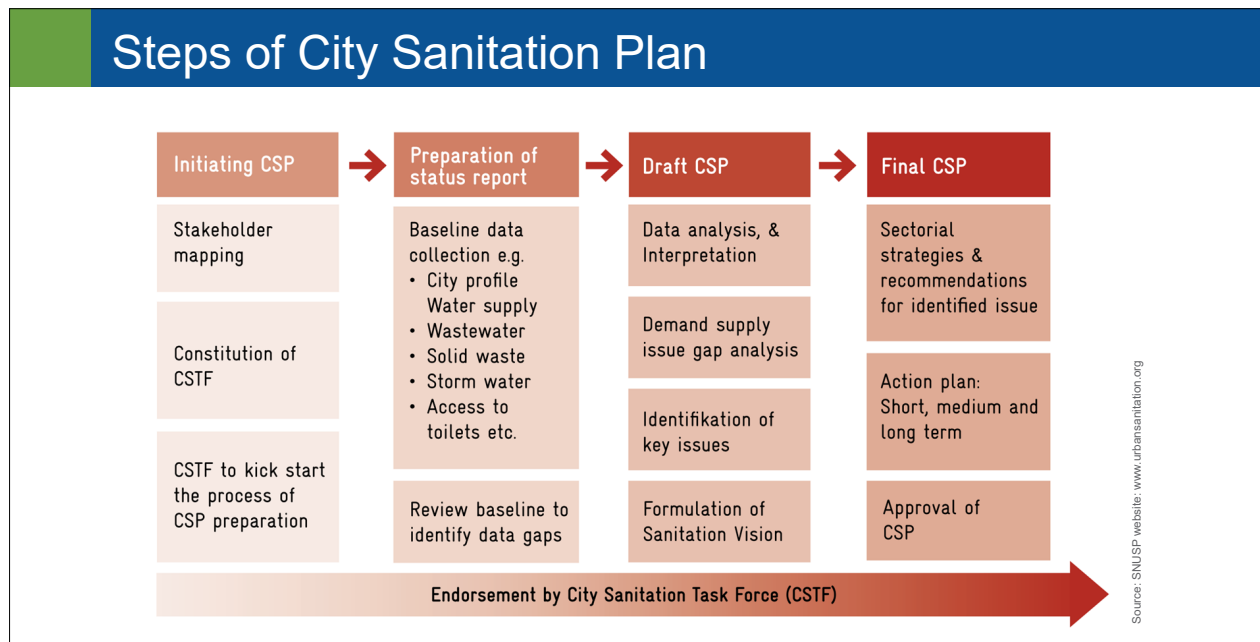 Steps of City Sanitation Plan
Initiating CSP
Stakeholder
mapping
Constitution of
CSTF
CSTF to kick start
the process of
CSP preparation
Preparation of
status report
Baseline data
collection e.g.
• City profile
Water supply
• Wastewater
• Solid waste
• Storm water
• Access to
toilets etc.
Review baseline to
identify data gaps
Draft CSP
Data analysis, &
Interpretation
Demand supply
issue gap analysis
Identifikation of
key issues
Formulation of
Sanitation Vision
Final CSP
Sectorial
strategies &
recommendations
for identified issue
Action plan:
Short, medium and
long term
Approval of
CSP
Endorsement by City Sanitation Task Force (CSTF)
Source: SNUSP website: www.urbansanitation.org